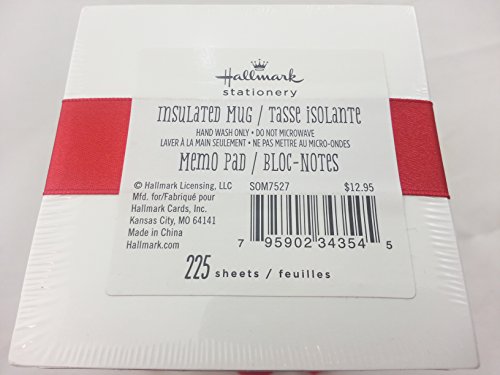 Hallmark
stationery
INSULATED MUG / TASSE ISOLANTE
HAND WASH ONLY • DO NOT MICROWAVE
LAVER À LA MAIN SEULEMENT • NE PAS METTRE AU MICRO-ONDES
MEMO PAD / BLOC-NOTES
© Hallmark Licensing, LLC
Mfd. for/Fabriqué pour
Hallmark Cards, Inc.
Kansas City, MO 64141
Made in China
Hallmark.com
SOM7527 $12.95
7 95902 34354 5
225 sheets / feuilles